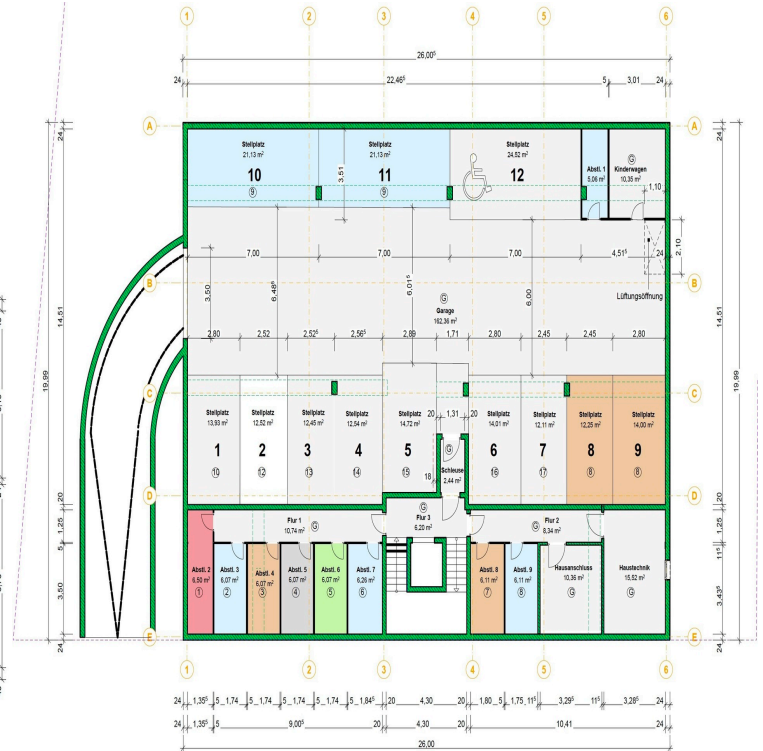 1 2 3 4 5 6
26,00⁵
24 22,46⁵ 5 3,01 24
A A
24 24
Stellplatz
21,13 m²
10
9
Stellplatz
21,13 m²
11
9
3,51
Stellplatz
24,52 m²
12
Abstl. 1
5,06 m²
G
Kinderwagen
10,35 m²
1,10
7,00 7,00 7,00 4,51⁵ 24
2,10
B B
3,50 6,48⁵ 6,01⁵ 6,00
Lüftungsöffnung
G
Garage
162,36 m²
14,51 14,51
19,99 19,99
2,80 2,52 2,52⁵ 2,56⁵ 2,89 1,71 2,80 2,45 2,45 2,80
C C
Stellplatz
13,93 m²
1
10
Stellplatz
12,52 m²
2
12
Stellplatz
12,45 m²
3
13
Stellplatz
12,54 m²
4
14
Stellplatz
14,72 m²
5
15
20 1,31 20
G
Schleuse
2,44 m²
18
Stellplatz
14,01 m²
6
16
Stellplatz
12,11 m²
7
17
Stellplatz
12,25 m²
8
8
Stellplatz
14,00 m²
9
8
D D
20 20
1,25 1,25
Flur 1
10,74 m²
G
G
Flur 3
6,20 m²
Flur 2
8,34 m²
G
5 11⁵
Abstl. 2
6,50 m²
1
Abstl. 3
6,07 m²
2
Abstl. 4
6,07 m²
3
Abstl. 5
6,07 m²
4
Abstl. 6
6,07 m²
5
Abstl. 7
6,26 m²
6
Abstl. 8
6,11 m²
7
Abstl. 9
6,11 m²
8
Hausanschluss
10,36 m²
G
Haustechnik
15,52 m²
G
3,50 3,43⁵
E E
24 24
1 2 3 4 5 6
24 1,35⁵ 5 1,74 5 1,74 5 1,74 5 1,74 5 1,84⁵ 20 4,30 20 1,80 5 1,75 11⁵ 3,29⁵ 11⁵ 3,28⁵ 24
24 1,35⁵ 5 9,00⁵ 20 4,30 20 10,41 24
26,00